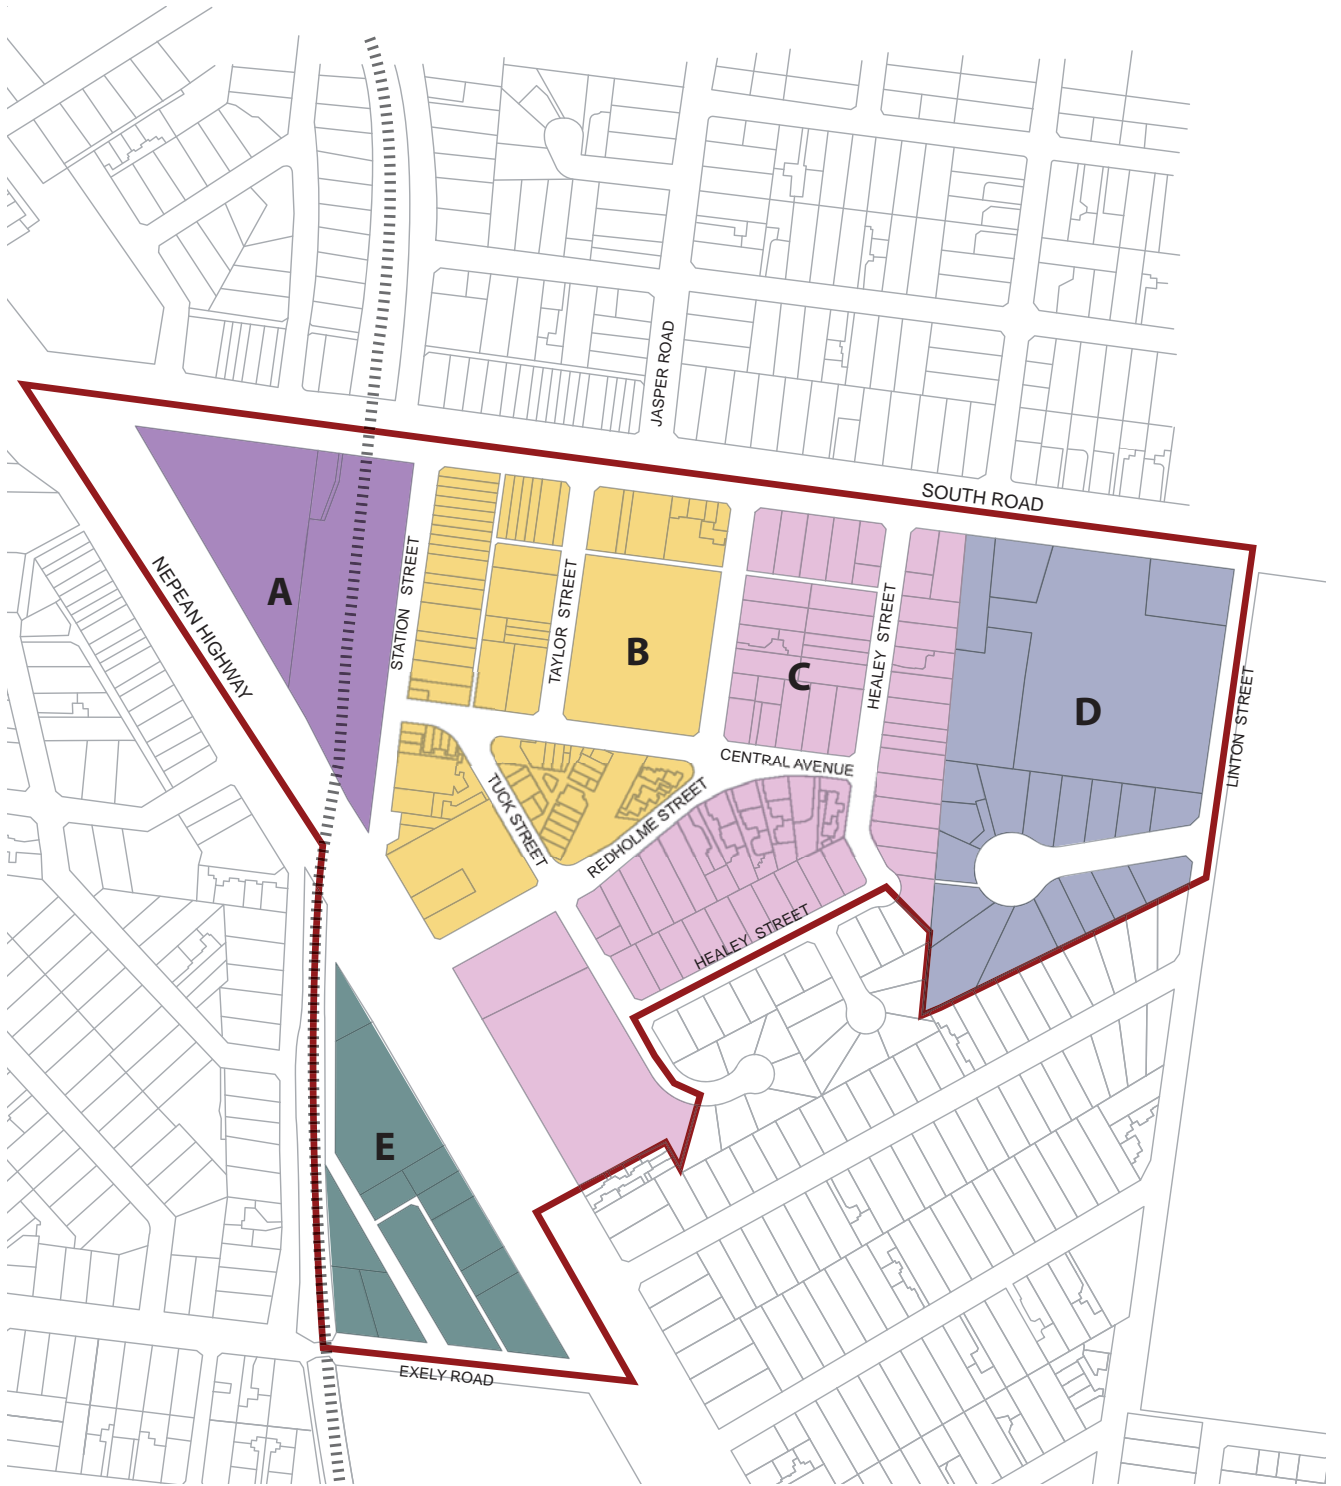 JASPER ROAD
SOUTH ROAD
NEPEAN HIGHWAY
A
STATION STREET
TAYLOR STREET
B
C
HEALEY STREET
D
LINTON STREET
CENTRAL AVENUE
TUCK STREET
REDHOLME STREET
HEALEY STREET
E
EXELY ROAD